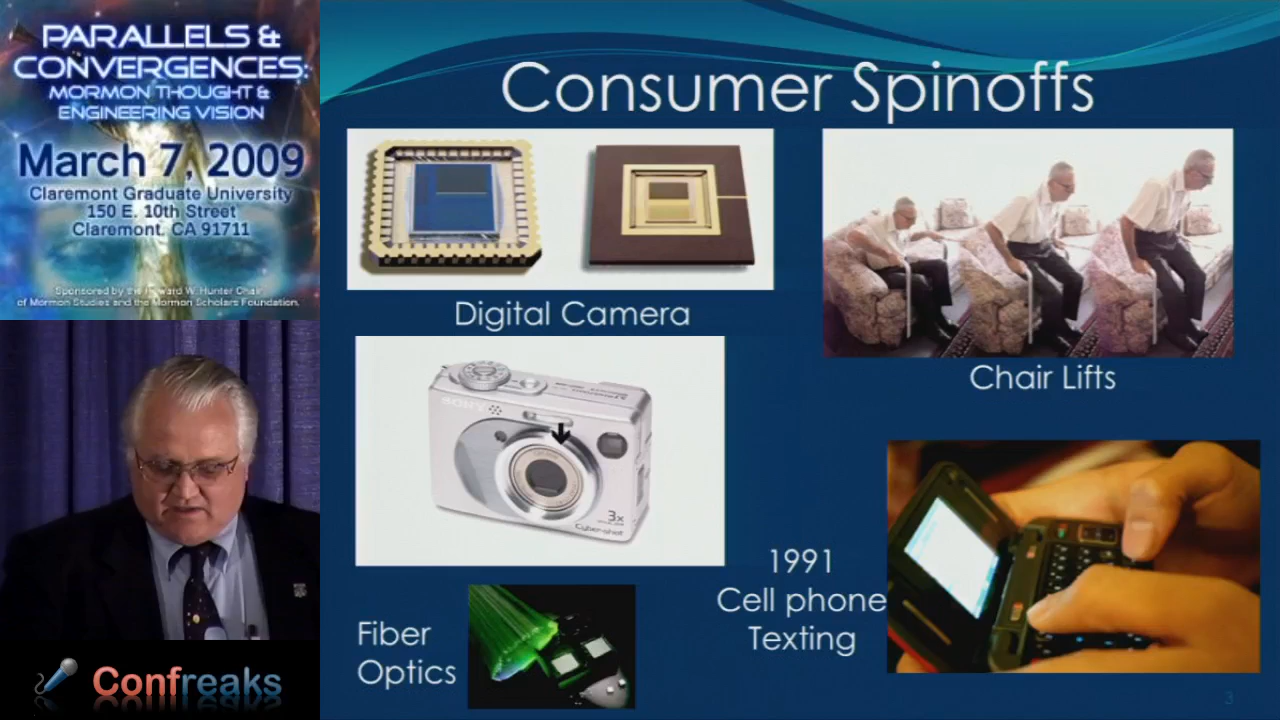 PARALLELS &
CONVERGENCES:
MORMON THOUGHT &
ENGINEERING VISION
March 7, 2009
Claremont Graduate University
150 E. 10th Street
Claremont, CA 91711
Sponsored by the Howard W. Hunter Chair
of Mormon Studies and the Mormon Scholars Foundation.
Confreaks
Consumer Spinoffs
Digital Camera
Chair Lifts
SONY
3x
Cyber-shot
1991
Cell phone
Texting
Fiber
Optics
3